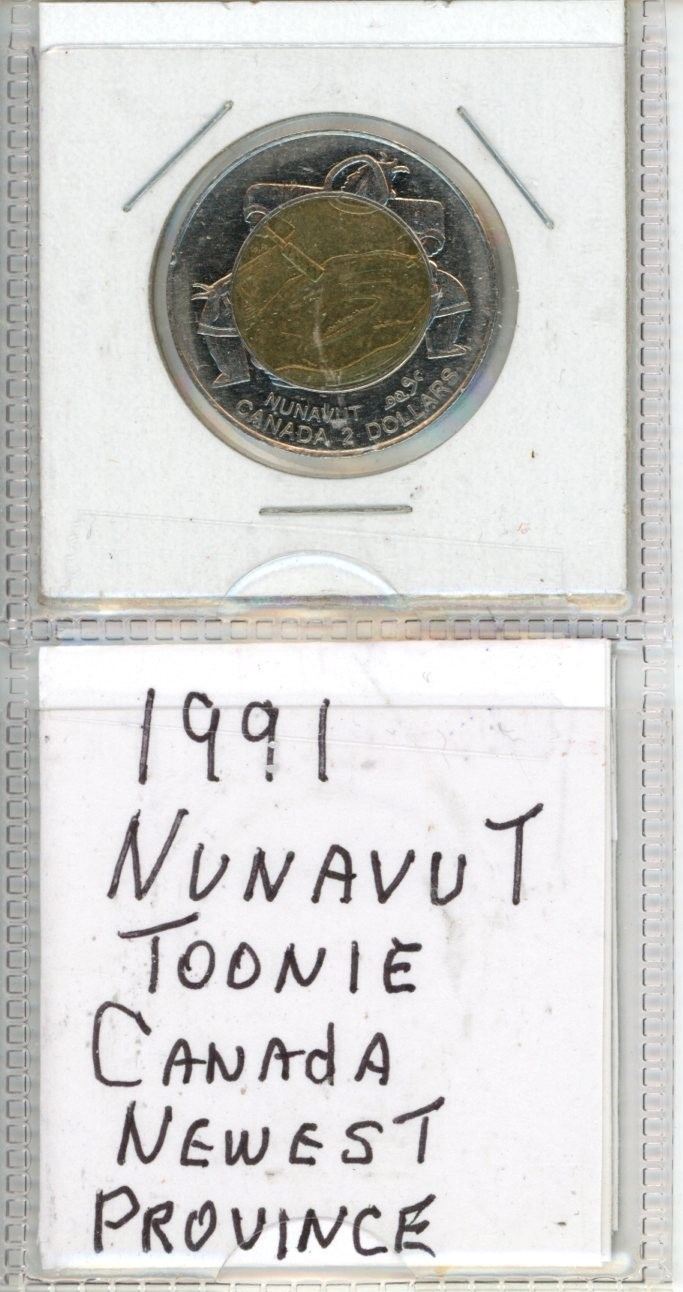 NUNAVUT
CANADA 2 DOLLARS
1991
NUNAVUT
TOONIE
CANAdA
NEWEST
PROVINCE